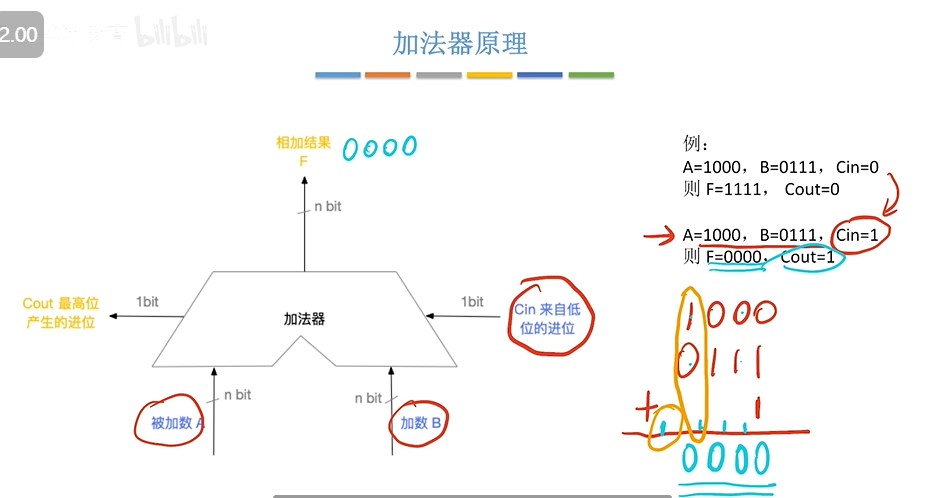 2.00
bilibili
加法器原理
相加结果
F
0000
n bit
Cout 最高位
产生的进位
1bit
加法器
1bit
Cin 来自低
位的进位
n bit
n bit
被加数 A
加数 B
例：
A=1000，B=0111，Cin=0
则 F=1111， Cout=0
A=1000，B=0111，Cin=1
则 F=0000，Cout=1
1000
0111
+ 1
0000